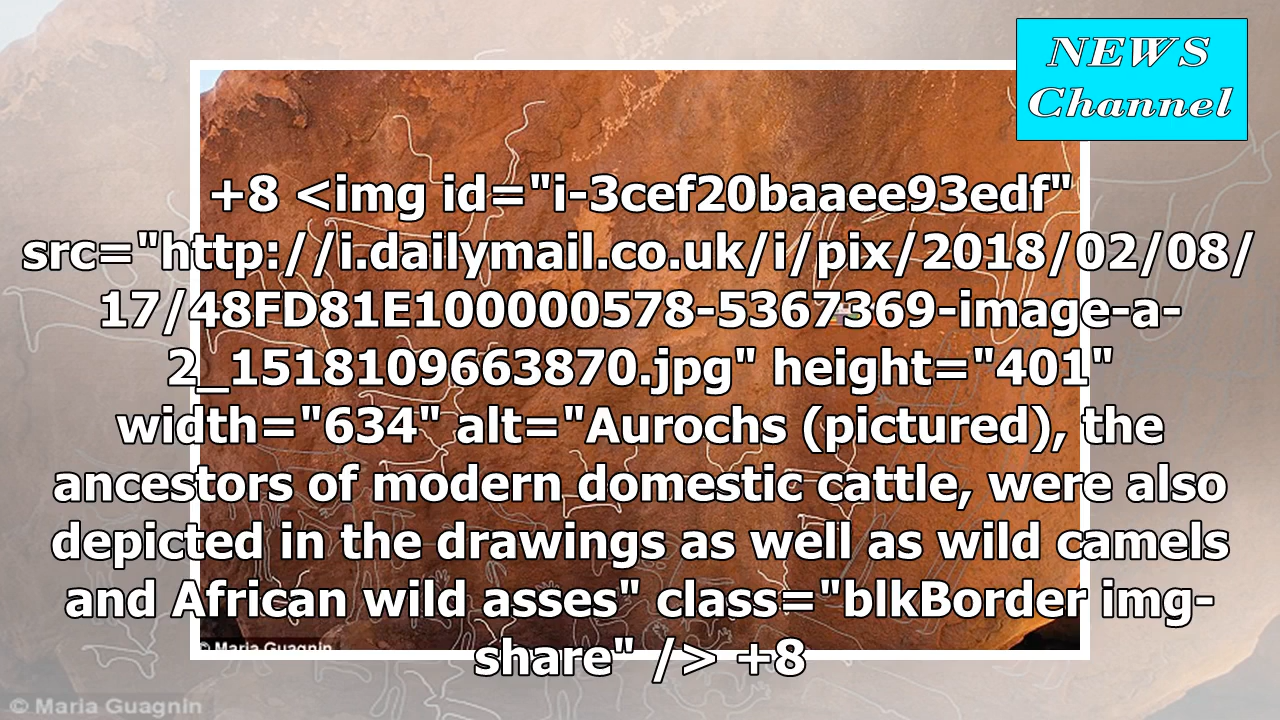 NEWS
Channel
+8 <img id="i-3cef20baaee93edf"
src="http://i.dailymail.co.uk/i/pix/2018/02/08/
17/48FD81E100000578-5367369-image-a-
2_1518109663870.jpg" height="401"
width="634" alt="Aurochs (pictured), the
ancestors of modern domestic cattle, were also
depicted in the drawings as well as wild camels
and African wild asses" class="blkBorder img-
share" /> +8
© Maria Guagnin
© Maria Guagnin